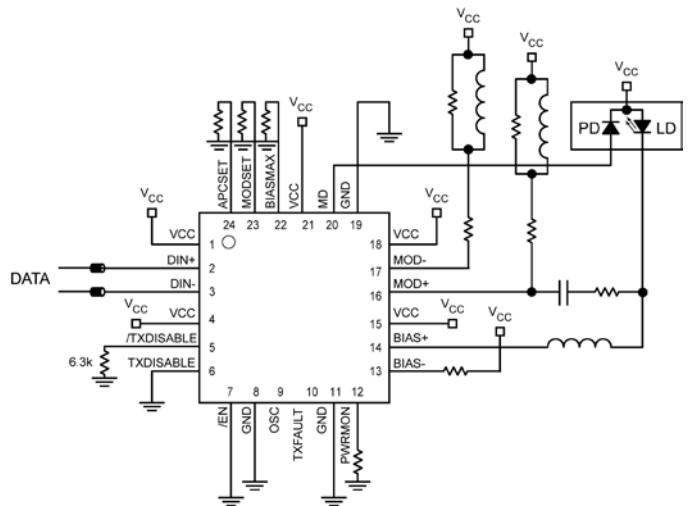 VCC
VCC
VCC
VCC
PD
LD
APCSET
MODSET
BIASMAX
VCC
MD
GND
24
23
22
21
20
19
VCC
VCC
1
18
VCC
VCC
DIN+
2
17
MOD-
DATA
DIN-
3
16
MOD+
VCC
VCC
4
15
VCC
VCC
VCC
/TXDISABLE
5
14
BIAS+
6.3k
TXDISABLE
6
13
BIAS-
7
8
9
10
11
12
/EN
GND
OSC
TXFAULT
GND
PWRMON